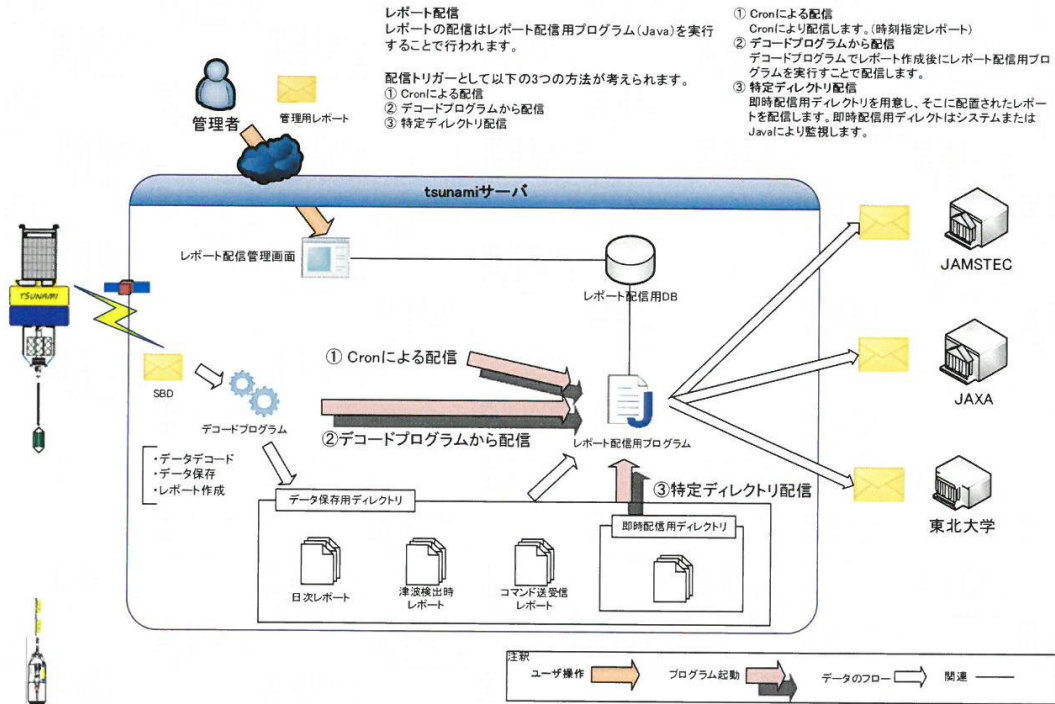 レポート配信
レポートの配信はレポート配信用プログラム(Java)を実行
することで行われます。
配信トリガーとして以下の3つの方法が考えられます。
① Cronによる配信
② デコードプログラムから配信
③ 特定ディレクトリ配信
① Cronによる配信
Cronにより配信します。(時刻指定レポート)
② デコードプログラムから配信
デコードプログラムでレポート作成後にレポート配信用プロ
グラムを実行すことで配信します。
③ 特定ディレクトリ配信
即時配信用ディレクトリを用意し、そこに配置されたレポー
トを配信します。即時配信用ディレクトはシステムまたは
Javaにより監視します。
管理者
管理用レポート
tsunamiサーバ
レポート配信管理画面
レポート配信用DB
JAMSTEC
TSUNAMI
① Cronによる配信
JAXA
SBD
デコードプログラム
②デコードプログラムから配信
レポート配信用プログラム
・データデコード
・データ保存
・レポート作成
③特定ディレクトリ配信
データ保存用ディレクトリ
即時配信用ディレクトリ
東北大学
日次レポート
津波検出時
レポート
コマンド送受信
レポート
注釈
ユーザ操作
プログラム起動
データのフロー
関連